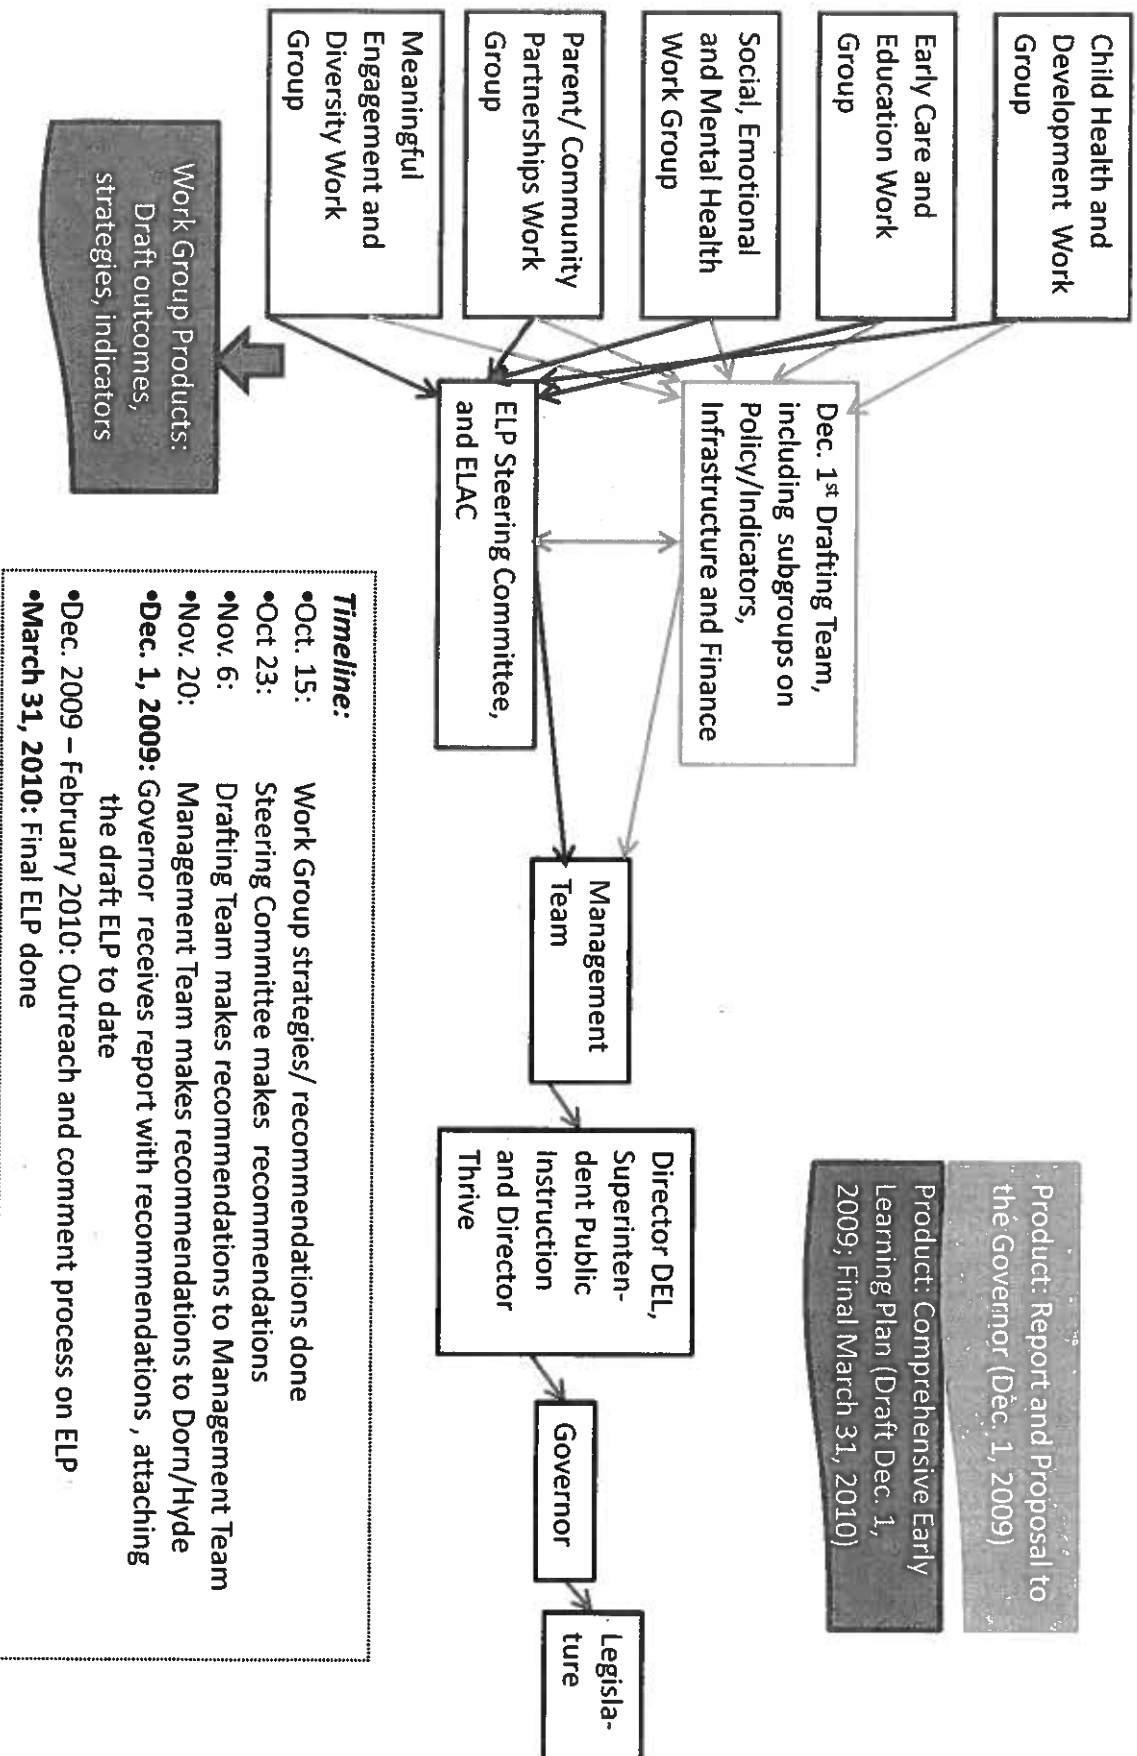 Child Health and
Development Work
Group
Early Care and
Education Work
Group
Social, Emotional
and Mental Health
Work Group
Parent/ Community
Partnerships Work
Group
Meaningful
Engagement and
Diversity Work
Group
Work Group Products:
Draft outcomes,
strategies, indicators
Dec. 1st Drafting Team,
including subgroups on
Policy/Indicators,
Infrastructure and Finance
ELP Steering Committee,
and ELAC
Management
Team
Director DEL,
Superinten-
dent Public
Instruction
and Director
Thrive
Governor
Legisla-
ture
Product: Report and Proposal to
the Governor (Dec. 1, 2009)
Product: Comprehensive Early
Learning Plan (Draft Dec. 1,
2009; Final March 31, 2010)
Timeline:
•Oct. 15: Work Group strategies/ recommendations done
•Oct 23: Steering Committee makes recommendations
•Nov. 6: Drafting Team makes recommendations to Management Team
•Nov. 20: Management Team makes recommendations to Dorn/Hyde
•Dec. 1, 2009: Governor receives report with recommendations , attaching
the draft ELP to date
•Dec. 2009 – February 2010: Outreach and comment process on ELP
•March 31, 2010: Final ELP done